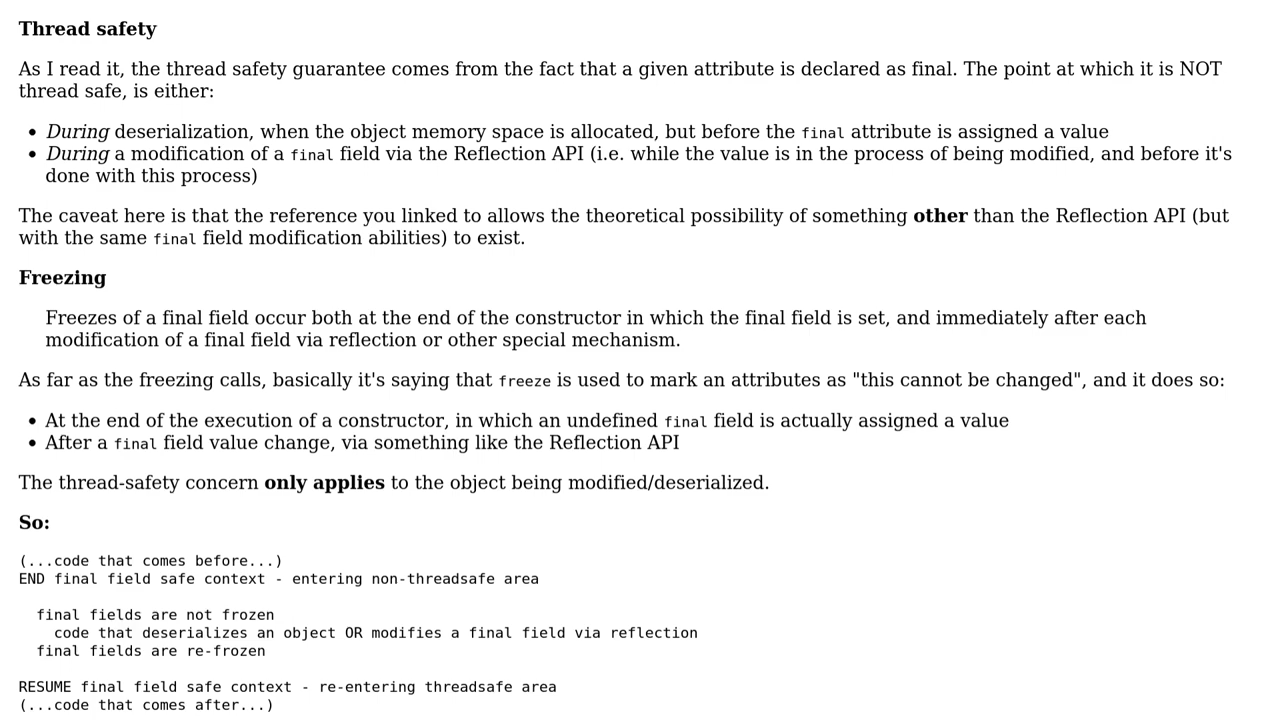 Thread safety
As I read it, the thread safety guarantee comes from the fact that a given attribute is declared as final. The point at which it is NOT
thread safe, is either:
• During deserialization, when the object memory space is allocated, but before the final attribute is assigned a value
• During a modification of a final field via the Reflection API (i.e. while the value is in the process of being modified, and before it's
done with this process)
The caveat here is that the reference you linked to allows the theoretical possibility of something other than the Reflection API (but
with the same final field modification abilities) to exist.
Freezing
Freezes of a final field occur both at the end of the constructor in which the final field is set, and immediately after each
modification of a final field via reflection or other special mechanism.
As far as the freezing calls, basically it's saying that freeze is used to mark an attributes as "this cannot be changed", and it does so:
• At the end of the execution of a constructor, in which an undefined final field is actually assigned a value
• After a final field value change, via something like the Reflection API
The thread-safety concern only applies to the object being modified/deserialized.
So:
(...code that comes before...)
END final field safe context - entering non-threadsafe area
  final fields are not frozen
    code that deserializes an object OR modifies a final field via reflection
  final fields are re-frozen
RESUME final field safe context - re-entering threadsafe area
(...code that comes after...)